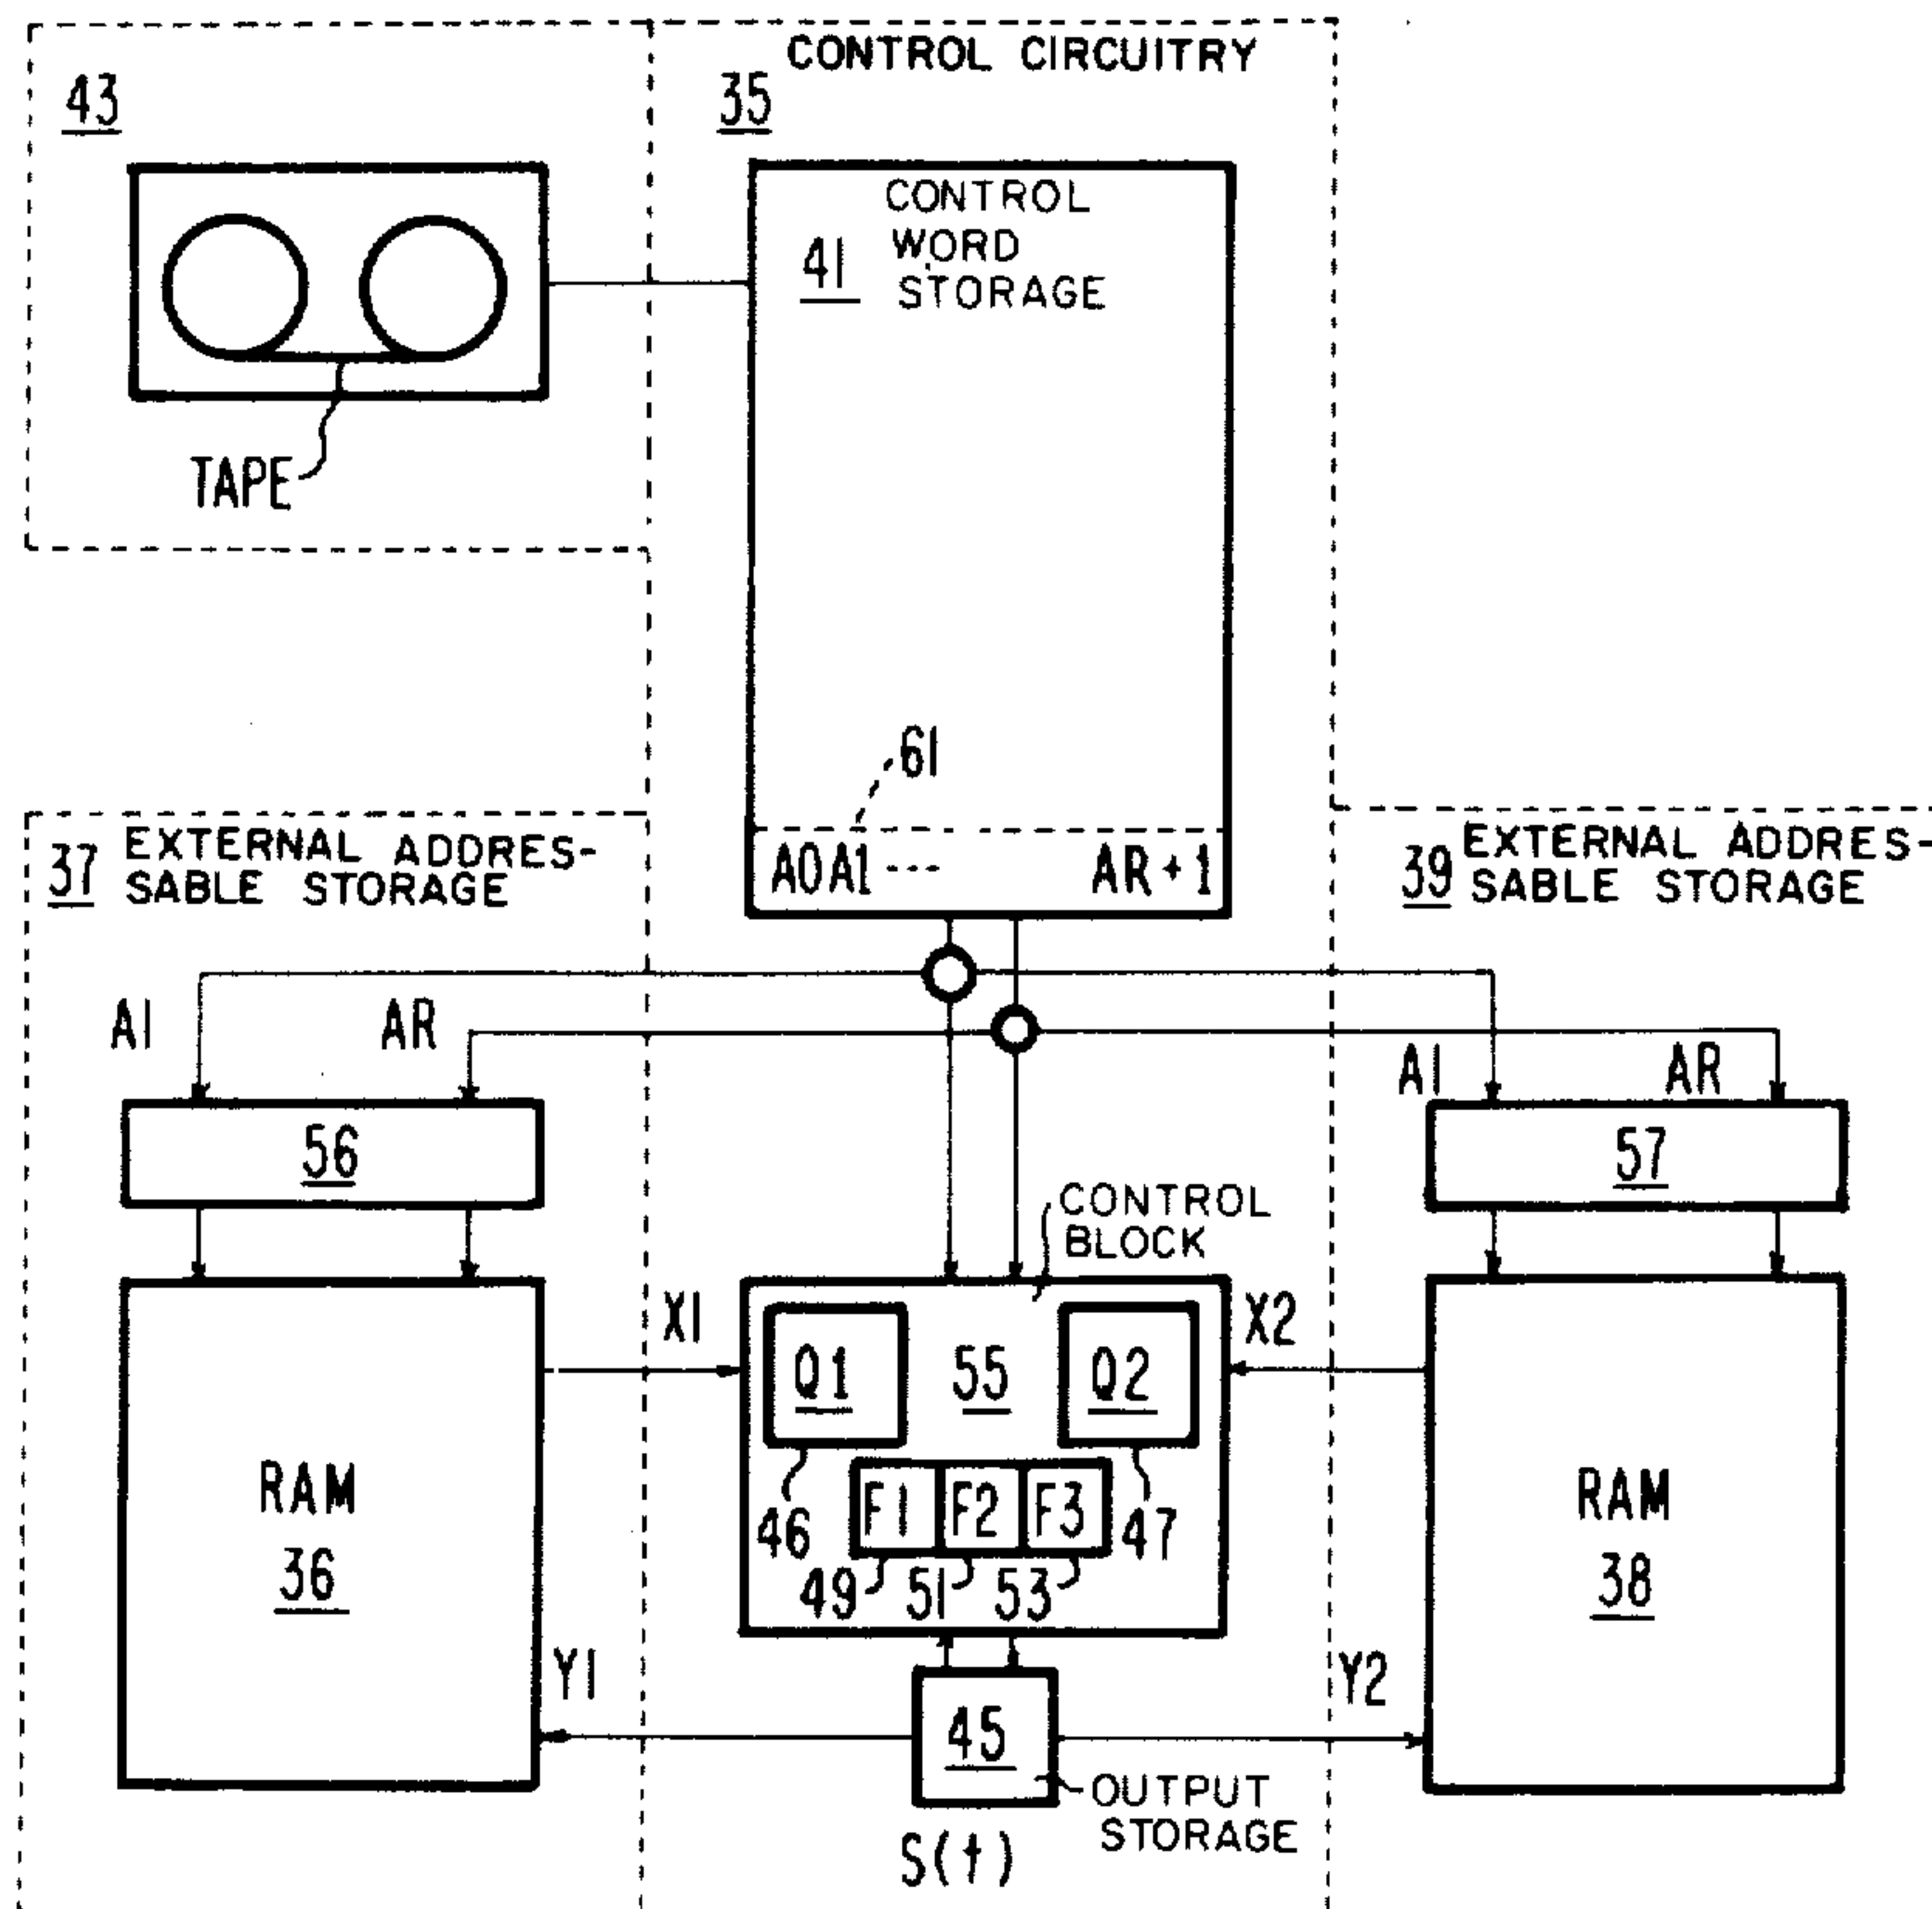 CONTROL CIRCUITRY
43
35
CONTROL
WORD
STORAGE
41
TAPE
61
A0A1 --- AR+1
37 EXTERNAL ADDRES-
SABLE STORAGE
39 EXTERNAL ADDRES-
SABLE STORAGE
A1
AR
A1
AR
56
57
CONTROL
BLOCK
X1
X2
Q1
55
Q2
RAM
36
F1 F2 F3
46
47
49
51
53
RAM
38
Y1
Y2
45
OUTPUT
STORAGE
S(t)